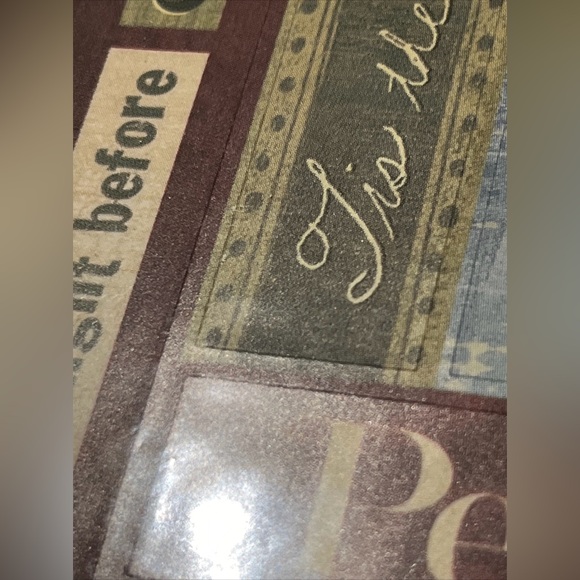 'Tis the
before
Pe